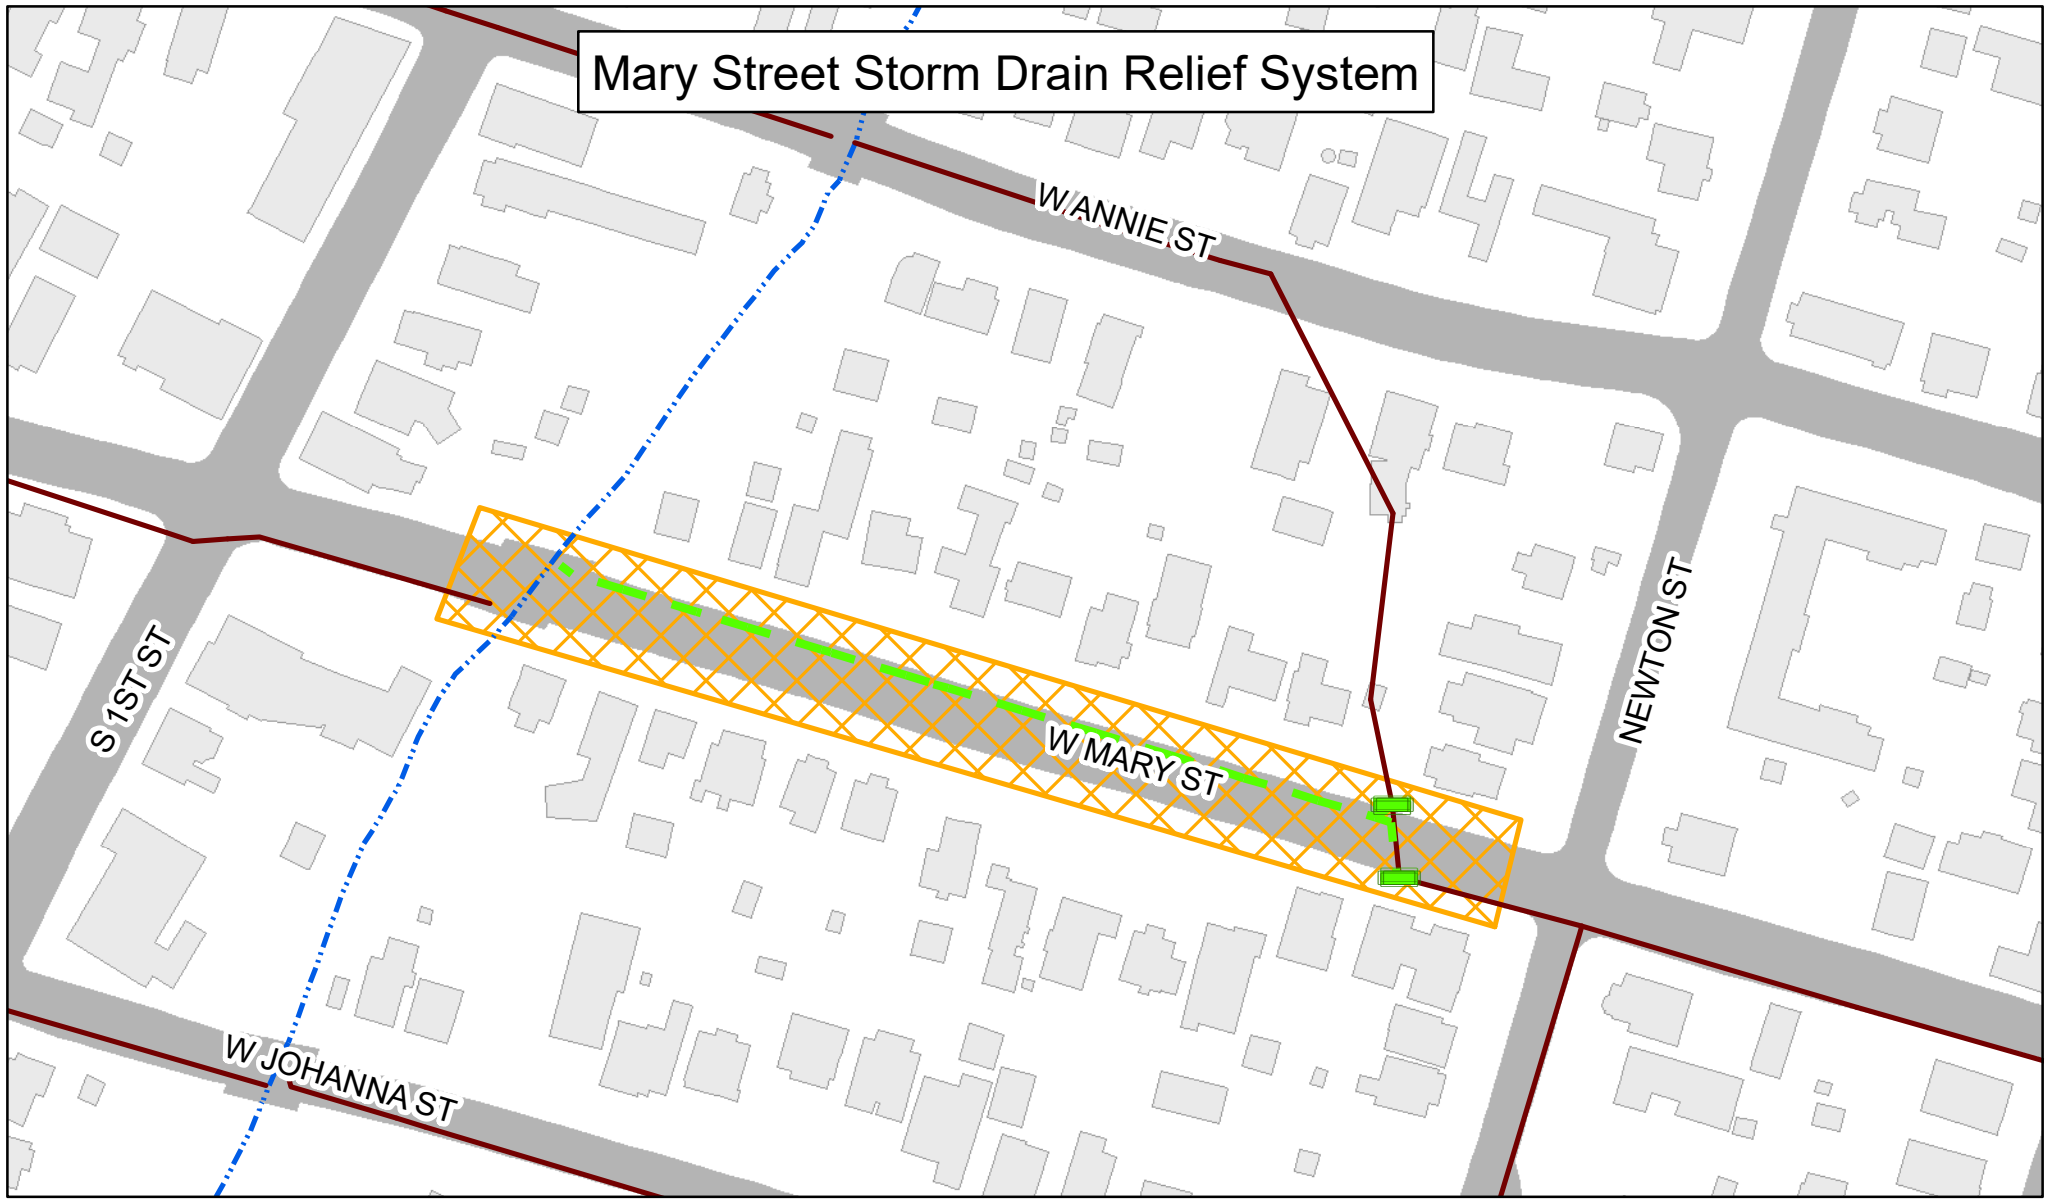 Mary Street Storm Drain Relief System
W ANNIE ST
NEWTON ST
S 1ST ST
W MARY ST
W JOHANNA ST